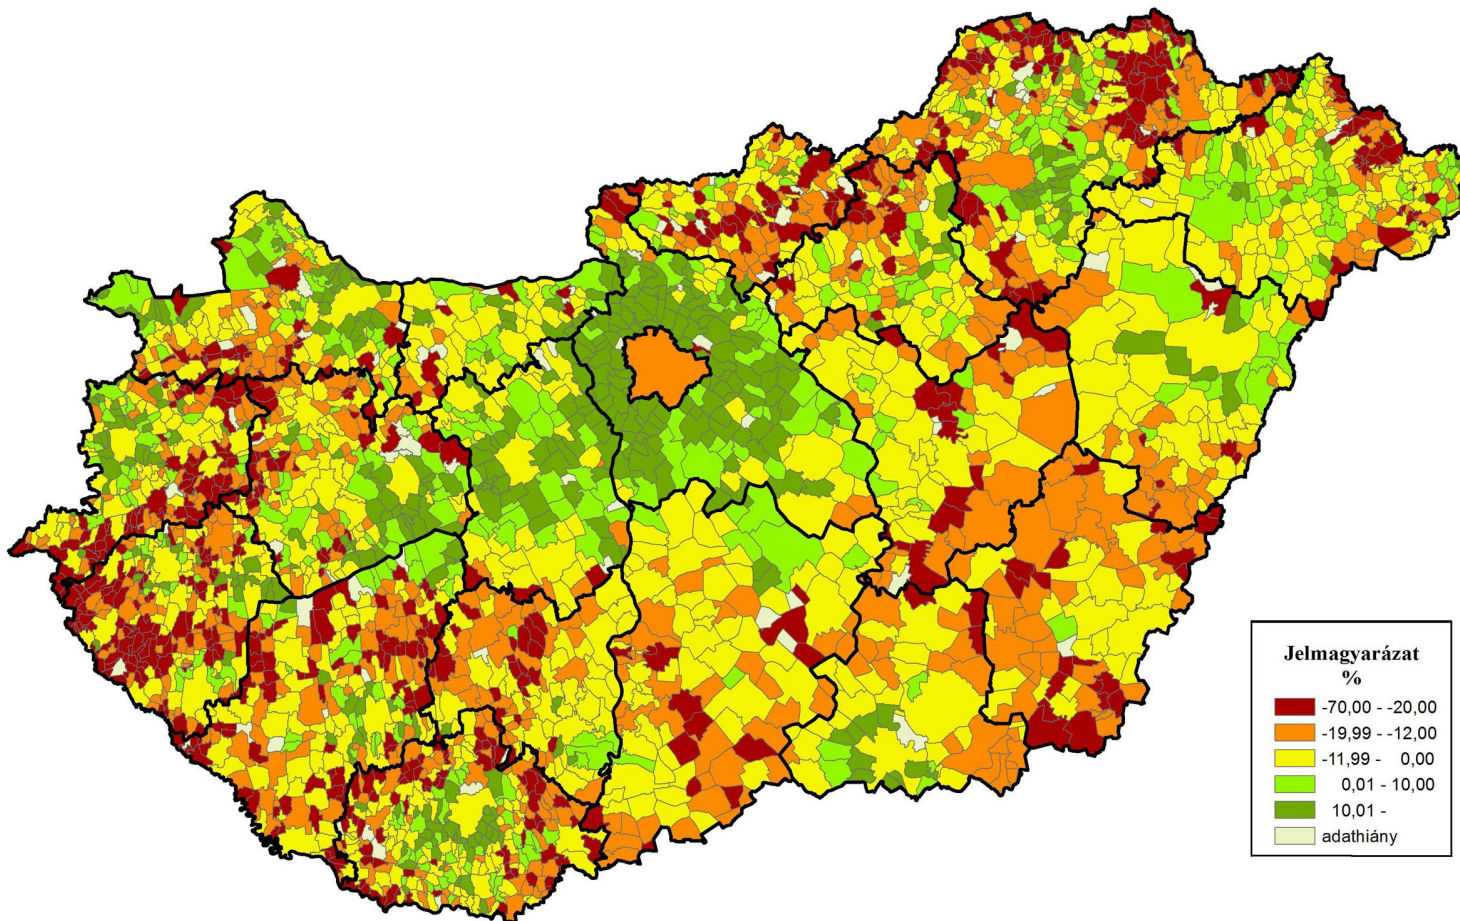 Jelmagyarázat
%
-70,00 - -20,00
-19,99 - -12,00
-11,99 - 0,00
0,01 - 10,00
10,01 -
adathiány